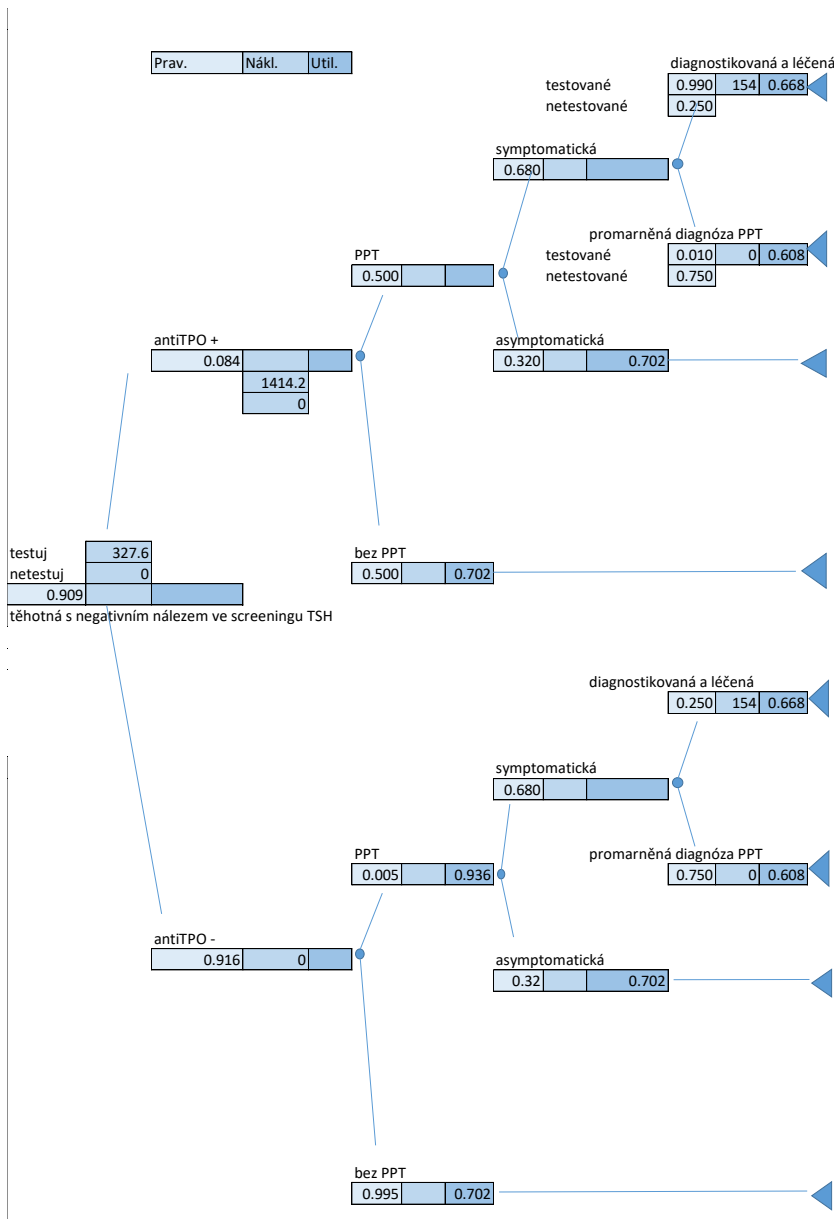 Prav. Nákl. Util.
diagnostikovaná a léčená
testované 0.990 154 0.668
netestované 0.250
symptomatická
0.680
promarněná diagnóza PPT
testované 0.010 0 0.608
netestované 0.750
PPT
0.500
antiTPO +
0.084
1414.2
0
asymptomatická
0.320 0.702
testuj 327.6
netestuj 0
0.909
těhotná s negativním nálezem ve screeningu TSH
bez PPT
0.500 0.702
diagnostikovaná a léčená
0.250 154 0.668
symptomatická
0.680
promarněná diagnóza PPT
0.750 0 0.608
PPT
0.005 0.936
antiTPO -
0.916 0
asymptomatická
0.32 0.702
bez PPT
0.995 0.702